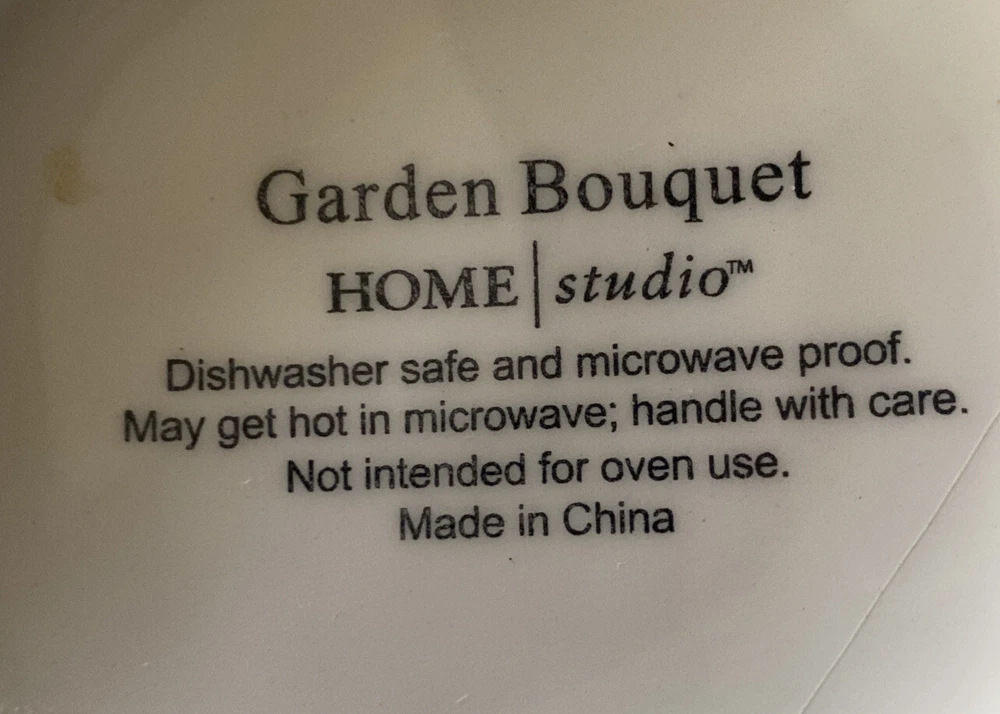 Garden Bouquet
HOME | studio™
Dishwasher safe and microwave proof.
May get hot in microwave; handle with care.
Not intended for oven use.
Made in China